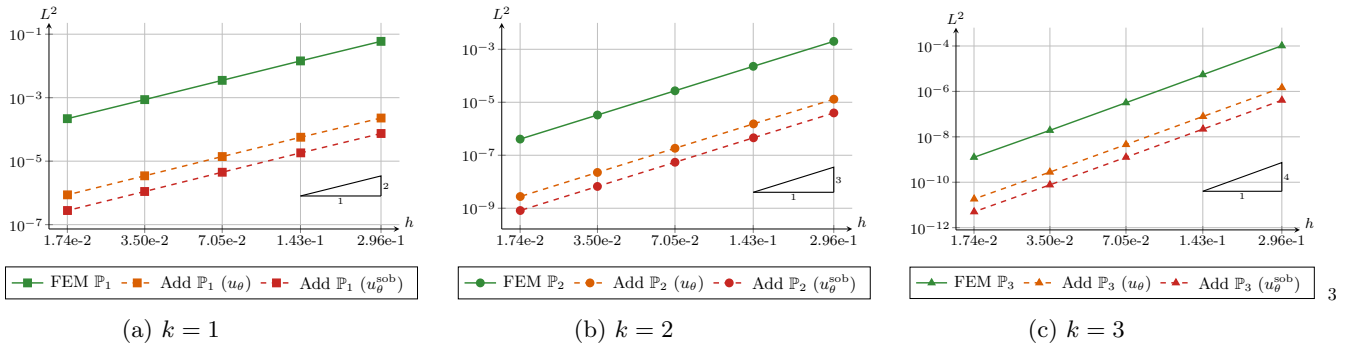 L²
10⁻¹
10⁻³
10⁻⁵
10⁻⁷
2
1
h
1.74e-2 3.50e-2 7.05e-2 1.43e-1 2.96e-1
FEM ℙ₁ Add ℙ₁ (u_θ) Add ℙ₁ (u_θ^sob)
(a) k = 1
L²
10⁻³
10⁻⁵
10⁻⁷
10⁻⁹
3
1
h
1.74e-2 3.50e-2 7.05e-2 1.43e-1 2.96e-1
FEM ℙ₂ Add ℙ₂ (u_θ) Add ℙ₂ (u_θ^sob)
(b) k = 2
L²
10⁻⁴
10⁻⁶
10⁻⁸
10⁻¹⁰
10⁻¹²
4
1
h
1.74e-2 3.50e-2 7.05e-2 1.43e-1 2.96e-1
FEM ℙ₃ Add ℙ₃ (u_θ) Add ℙ₃ (u_θ^sob)
3
(c) k = 3